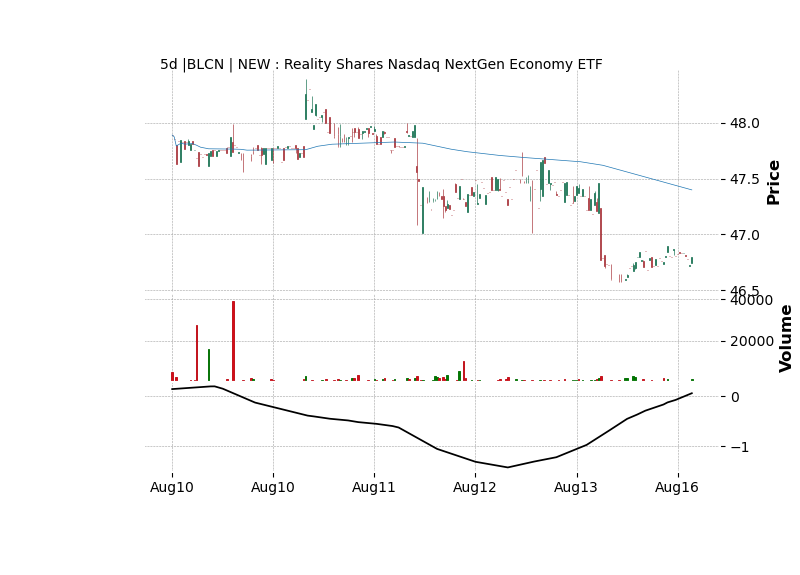 5d |BLCN | NEW : Reality Shares Nasdaq NextGen Economy ETF
48.0
47.5
47.0
46.5
Price
40000
20000
Volume
0
−1
Aug10 Aug10 Aug11 Aug12 Aug13 Aug16